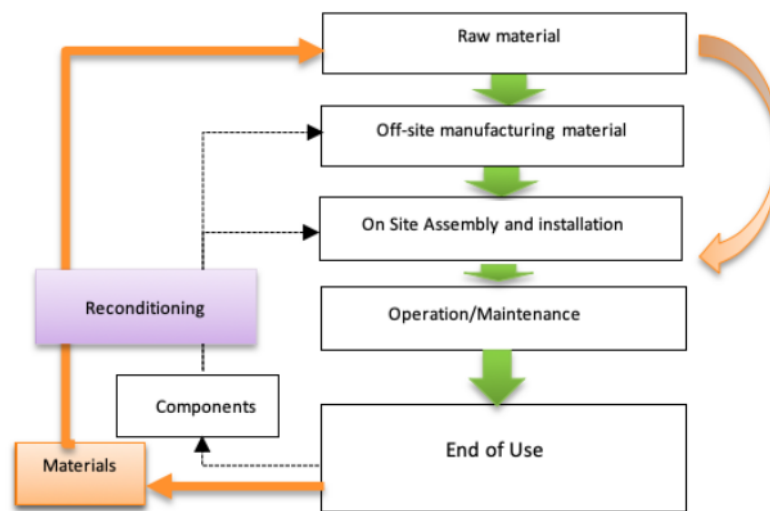 Raw material
Off-site manufacturing material
On Site Assembly and installation
Reconditioning
Operation/Maintenance
Components
End of Use
Materials